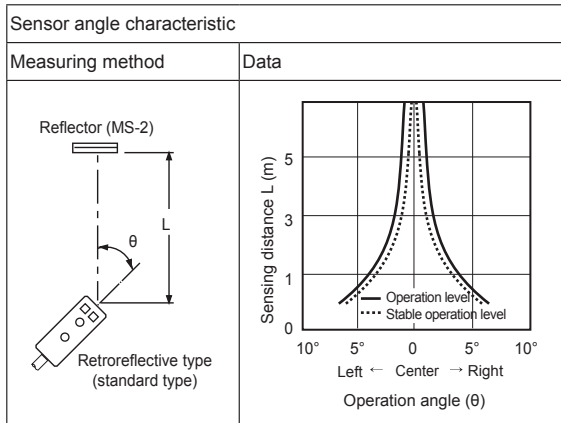 Sensor angle characteristic
Measuring method
Data
Reflector (MS-2)
L
θ
Retroreflective type
(standard type)
Sensing distance L (m)
5
3
1
0
Operation level
Stable operation level
10° 5° 0 5° 10°
Left ← Center → Right
Operation angle (θ)